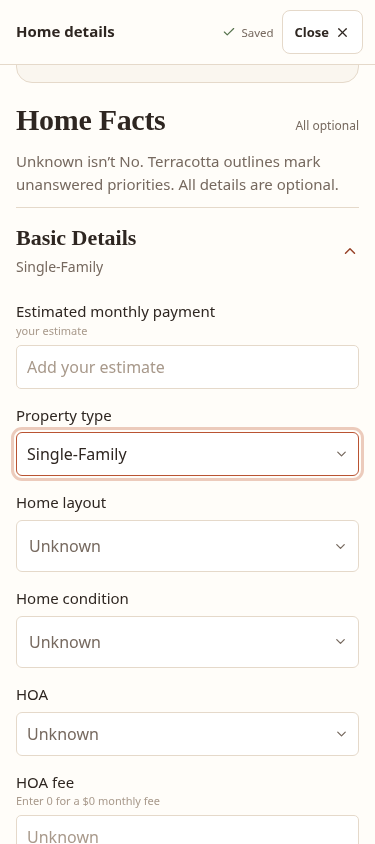 Home details
Saved
Close
Home Facts
All optional
Unknown isn’t No. Terracotta outlines mark
unanswered priorities. All details are optional.
Basic Details
Single-Family
Estimated monthly payment
your estimate
Add your estimate
Property type
Single-Family
Home layout
Unknown
Home condition
Unknown
HOA
Unknown
HOA fee
Enter 0 for a $0 monthly fee
Unknown